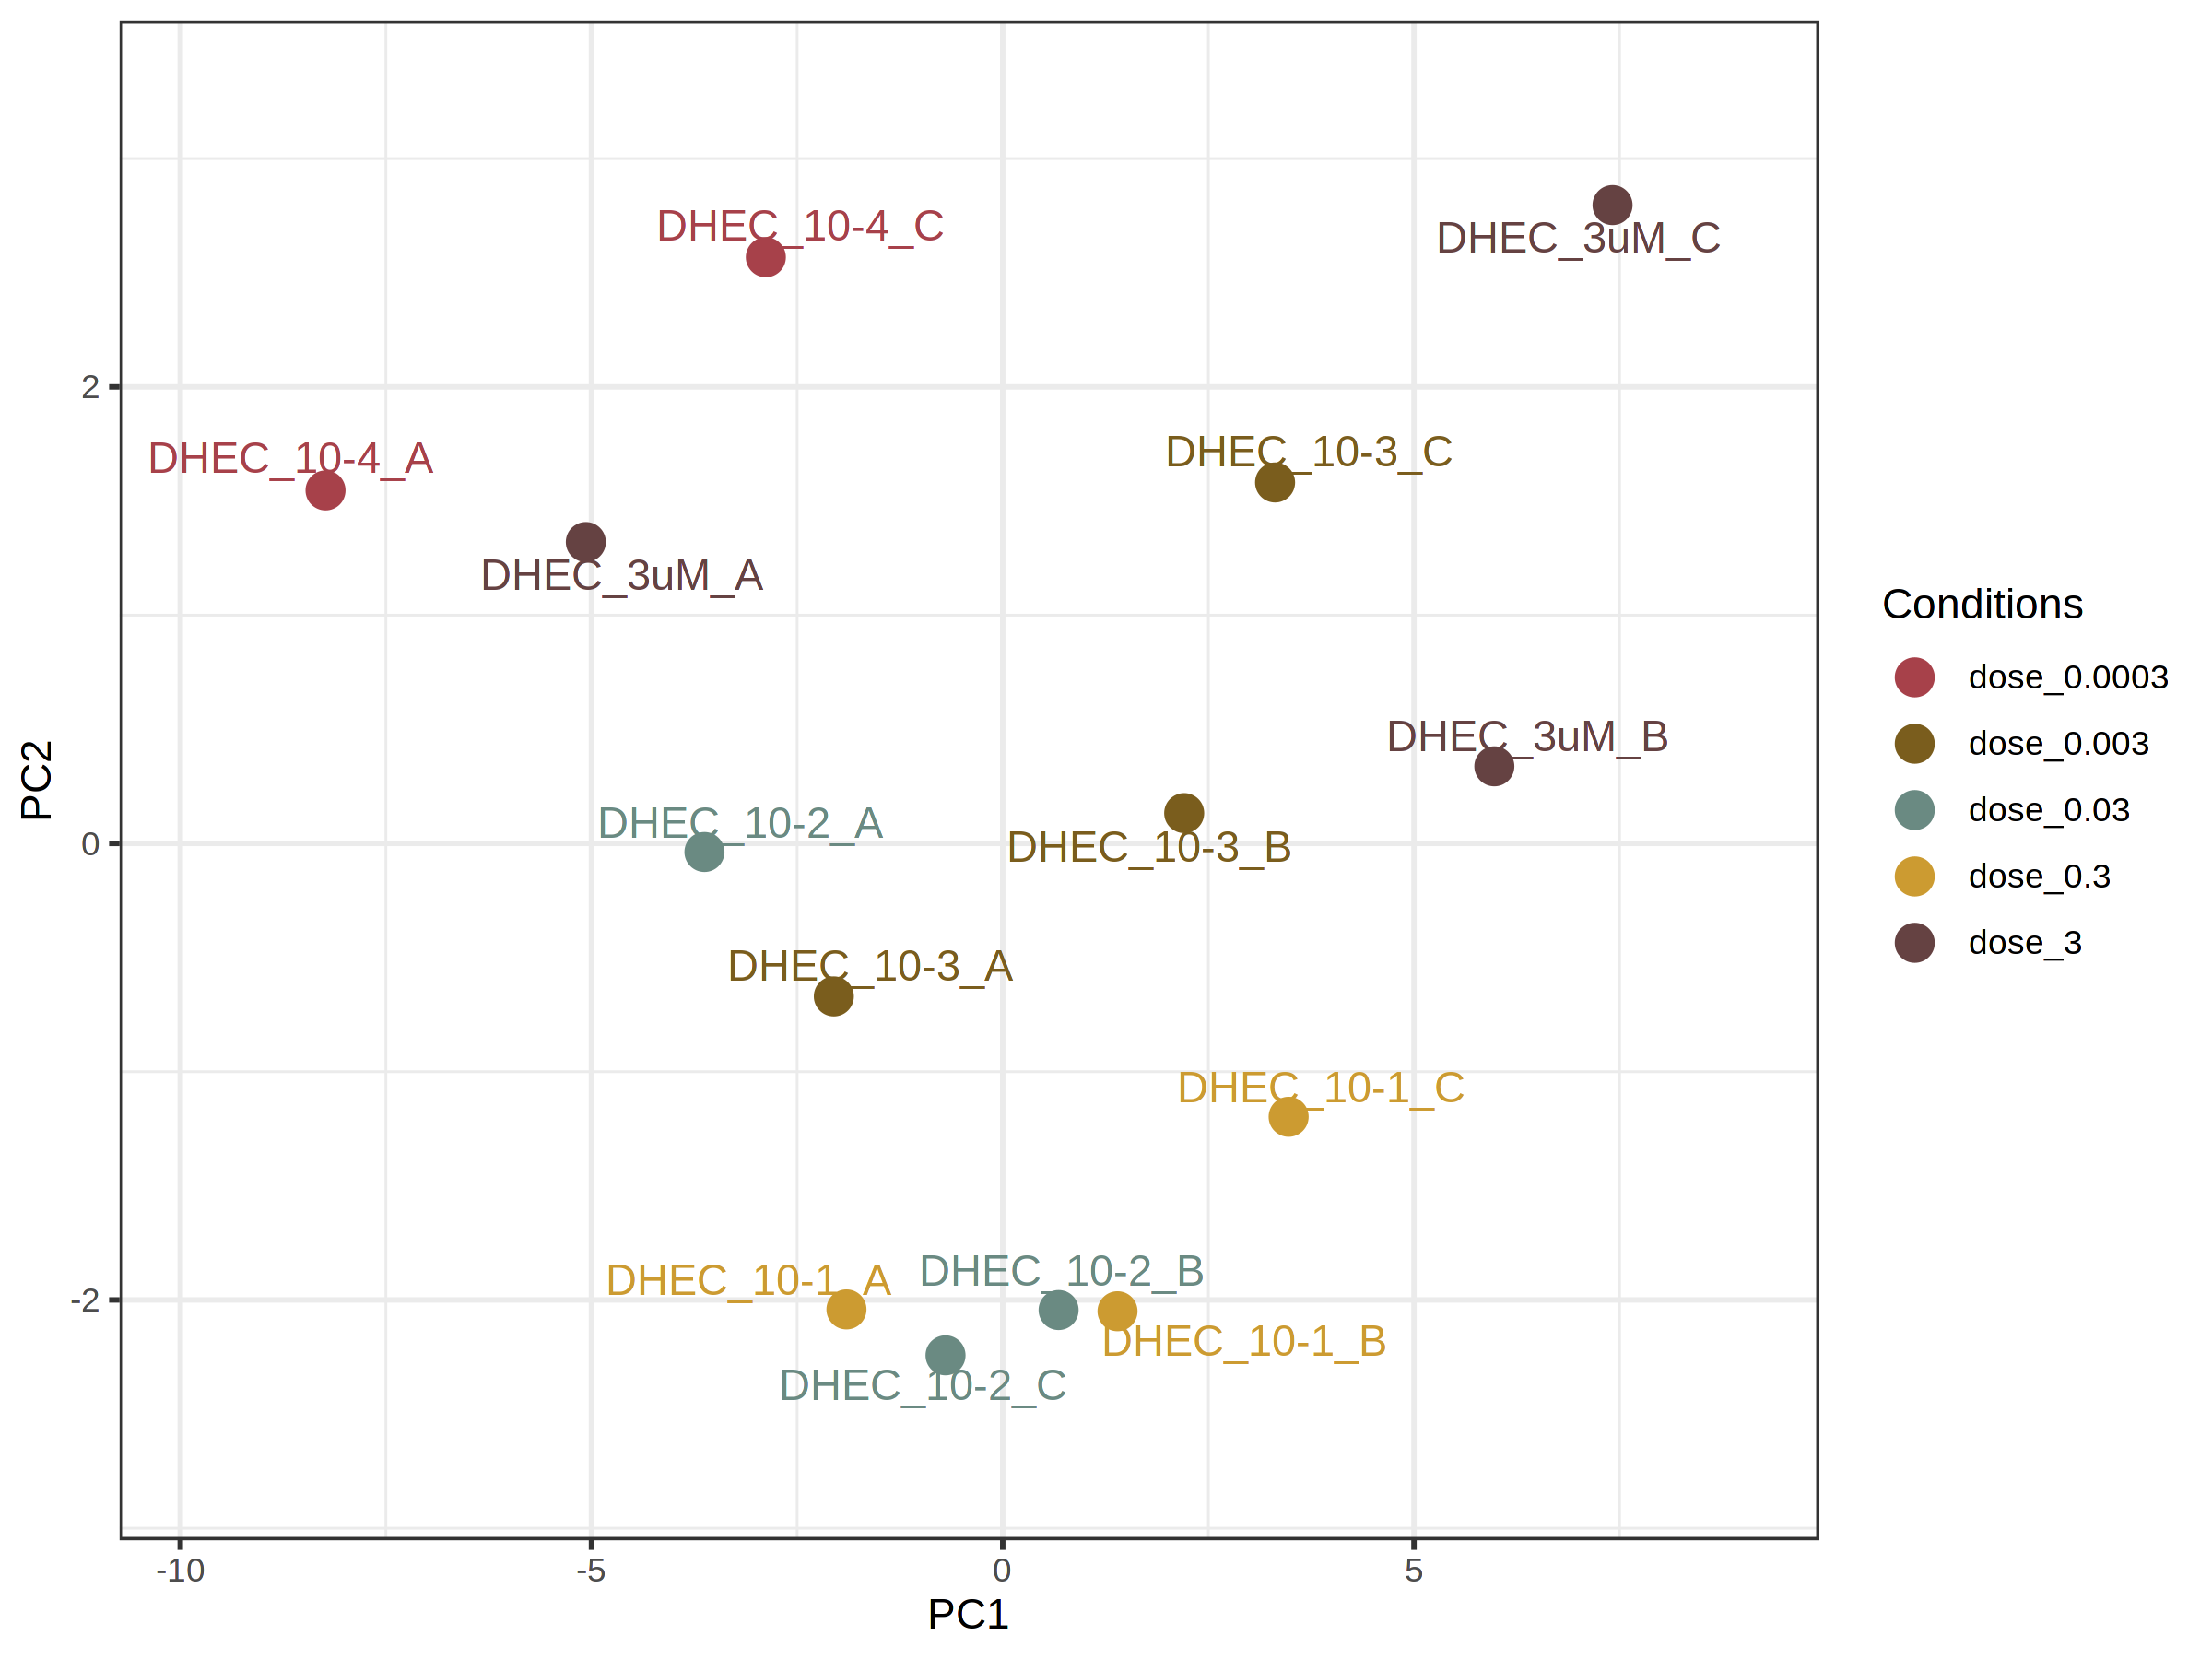 DHEC_10-4_C
DHEC_3uM_C
2
DHEC_10-3_C
DHEC_10-4_A
DHEC_3uM_A
Conditions
dose_0.0003
dose_0.003
dose_0.03
dose_0.3
dose_3
DHEC_3uM_B
PC2
DHEC_10-2_A
0
DHEC_10-3_B
DHEC_10-3_A
DHEC_10-1_C
DHEC_10-2_B
DHEC_10-1_A
-2
DHEC_10-1_B
DHEC_10-2_C
-10
-5
0
5
PC1